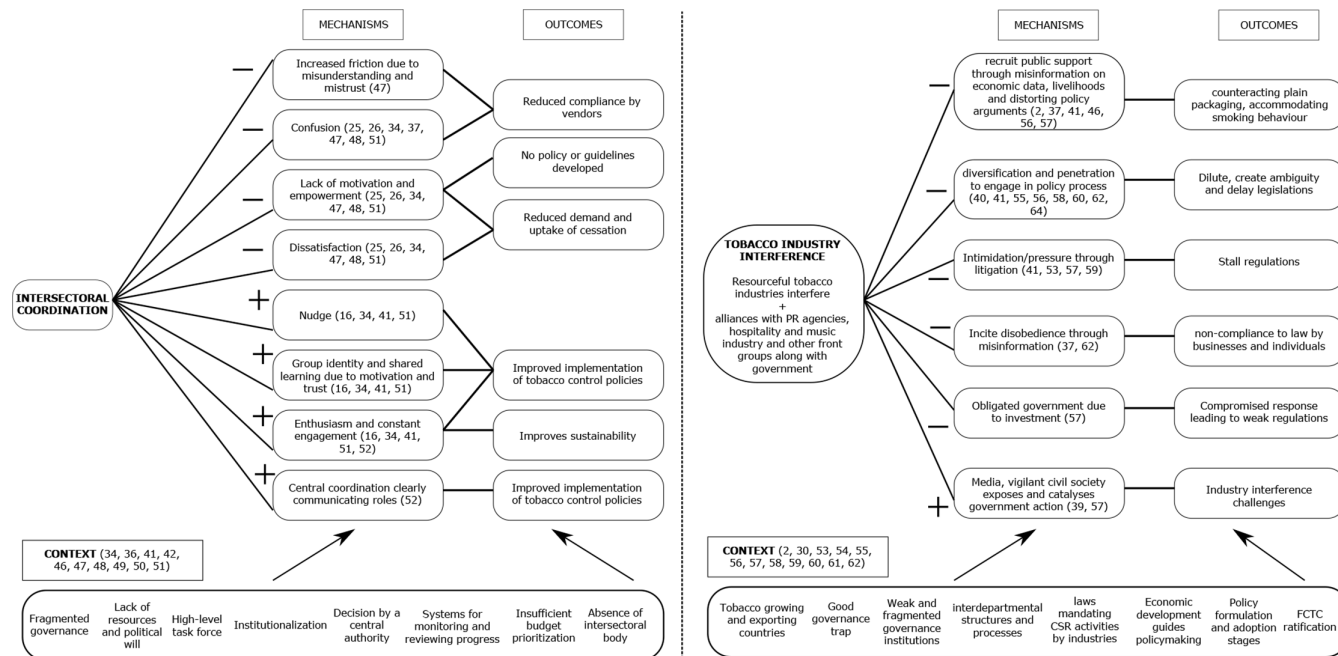 MECHANISMS
OUTCOMES
Increased friction due to
misunderstanding and
mistrust (47)
Confusion (25, 26, 34, 37,
47, 48, 51)
Lack of motivation and
empowerment (25, 26, 34,
47, 48, 51)
Dissatisfaction (25, 26, 34,
47, 48, 51)
Nudge (16, 34, 41, 51)
Group identity and shared
learning due to motivation and
trust (16, 34, 41, 51)
Enthusiasm and constant
engagement (16, 34, 41,
51, 52)
Central coordination clearly
communicating roles (52)
Reduced compliance by
vendors
No policy or guidelines
developed
Reduced demand and
uptake of cessation
Improved implementation
of tobacco control policies
Improves sustainability
Improved implementation
of tobacco control policies
INTERSECTORAL
COORDINATION
−
−
−
−
+
+
+
+
CONTEXT (34, 36, 41, 42,
46, 47, 48, 49, 50, 51)
Fragmented
governance
Lack of
resources
and political
will
High-level
task force
Institutionalization
Decision by a
central
authority
Systems for
monitoring and
reviewing progress
Insufficient
budget
prioritization
Absence of
intersectoral
body
MECHANISMS
OUTCOMES
recruit public support
through misinformation on
economic data, livelihoods
and distorting policy
arguments (2, 37, 41, 46,
56, 57)
diversification and penetration
to engage in policy process
(40, 41, 55, 56, 58, 60, 62,
64)
Intimidation/pressure through
litigation (41, 53, 57, 59)
Incite disobedience through
misinformation (37, 62)
Obligated government due
to investment (57)
Media, vigilant civil society
exposes and catalyses
government action (39, 57)
counteracting plain
packaging, accommodating
smoking behaviour
Dilute, create ambiguity
and delay legislations
Stall regulations
non-compliance to law by
businesses and individuals
Compromised response
leading to weak regulations
Industry interference
challenges
TOBACCO INDUSTRY
INTERFERENCE
Resourceful tobacco
industries interfere
+
alliances with PR agencies,
hospitality and music
industry and other front
groups along with
government
−
−
−
−
−
+
CONTEXT (2, 30, 53, 54, 55,
56, 57, 58, 59, 60, 61, 62)
Tobacco growing
and exporting
countries
Good
governance
trap
Weak and
fragmented
governance
institutions
interdepartmental
structures and
processes
laws
mandating
CSR activities
by industries
Economic
development
guides
policymaking
Policy
formulation
and adoption
stages
FCTC
ratification